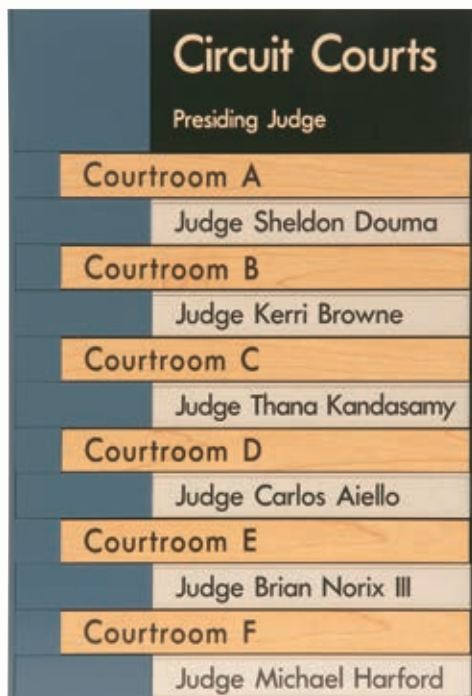 Circuit Courts
Presiding Judge
Courtroom A
Judge Sheldon Douma
Courtroom B
Judge Kerri Browne
Courtroom C
Judge Thana Kandasamy
Courtroom D
Judge Carlos Aiello
Courtroom E
Judge Brian Norix III
Courtroom F
Judge Michael Harford